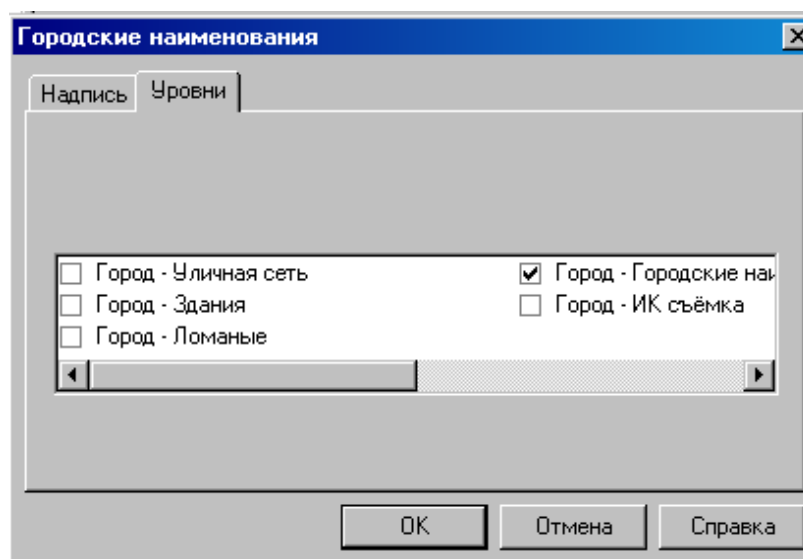 Городские наименования
Надпись Уровни
Город - Уличная сеть
Город - Городские наи
Город - Здания
Город - ИК съёмка
Город - Ломаные
OK Отмена Справка